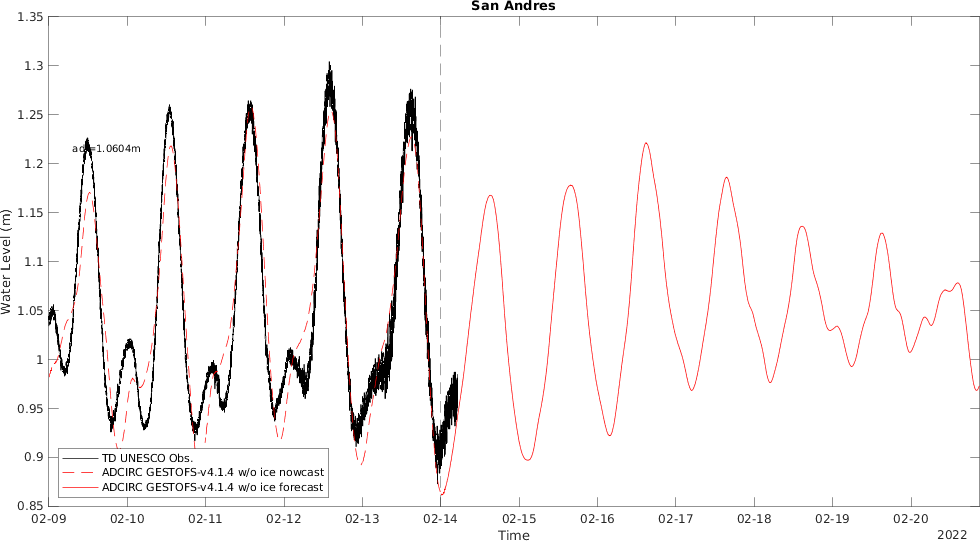 San Andres
1.35
1.3
1.25
1.2
1.15
1.1
1.05
1
0.95
0.9
0.85
Water Level (m)
=1.0604m
TD UNESCO Obs.
ADCIRC GESTOFS-v4.1.4 w/o ice nowcast
ADCIRC GESTOFS-v4.1.4 w/o ice forecast
02-09 02-10 02-11 02-12 02-13 02-14 02-15 02-16 02-17 02-18 02-19 02-20
Time
2022